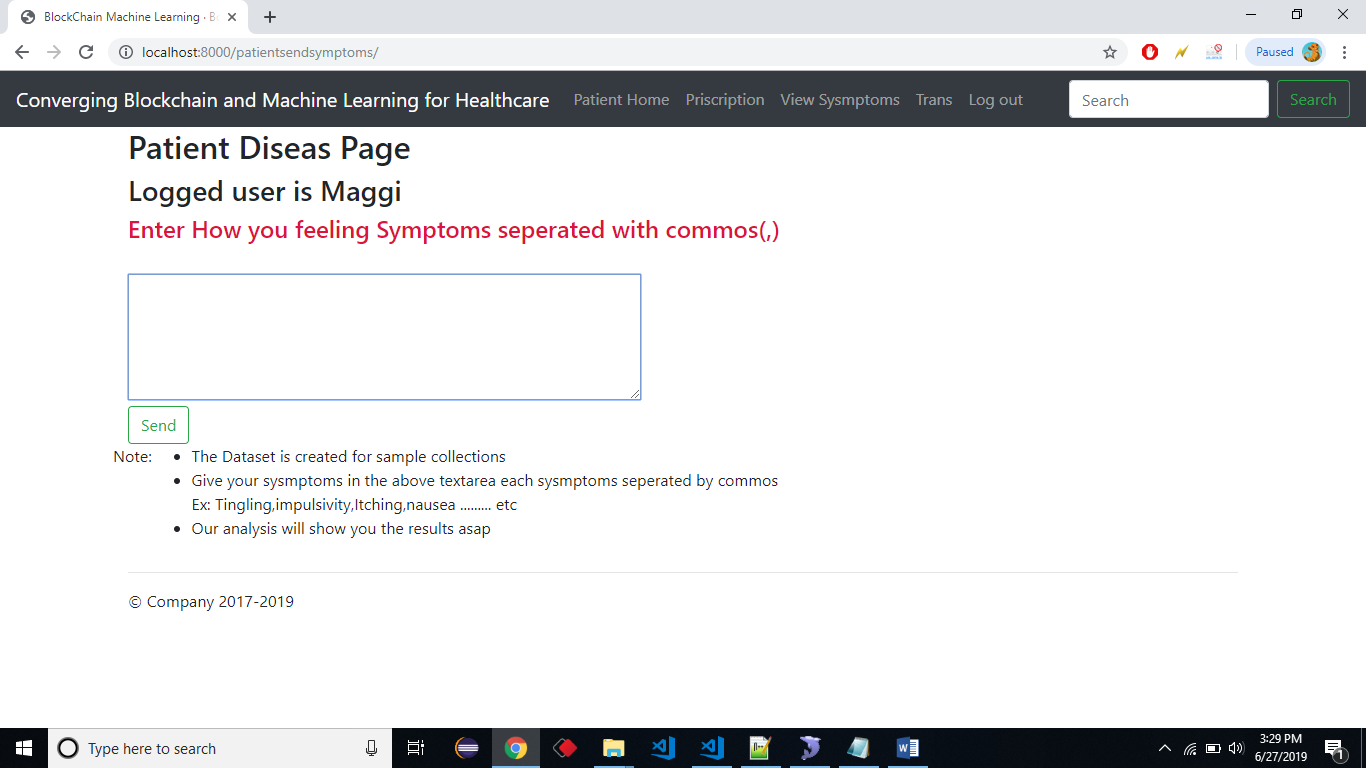 BlockChain Machine Learning · B
localhost:8000/patientsendsymptoms/
Paused
Converging Blockchain and Machine Learning for Healthcare Patient Home Priscription View Sysmptoms Trans Log out Search Search
Patient Diseas Page
Logged user is Maggi
Enter How you feeling Symptoms seperated with commos(,)
Send
Note:
• The Dataset is created for sample collections
• Give your sysmptoms in the above textarea each sysmptoms seperated by commos
Ex: Tingling,impulsivity,Itching,nausea ......... etc
• Our analysis will show you the results asap
© Company 2017-2019
Type here to search
3:29 PM
6/27/2019
1